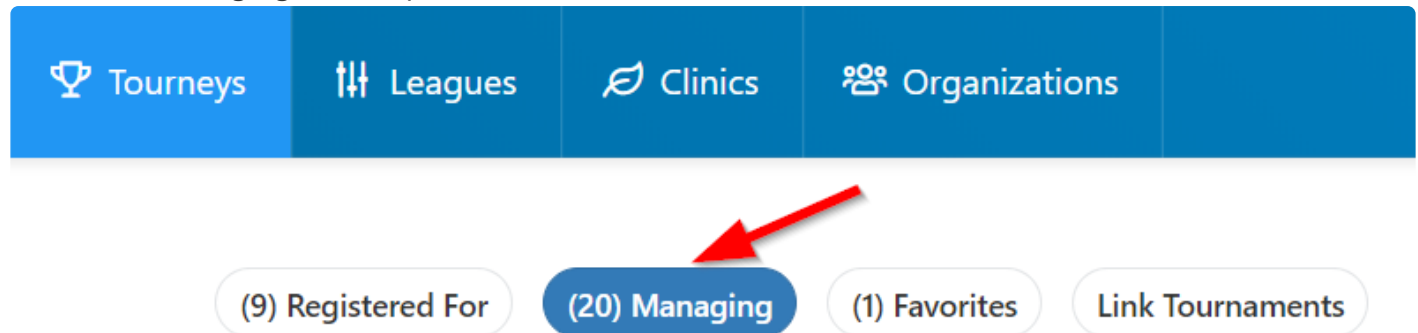 Tourneys Leagues Clinics Organizations
(9) Registered For (20) Managing (1) Favorites Link Tournaments